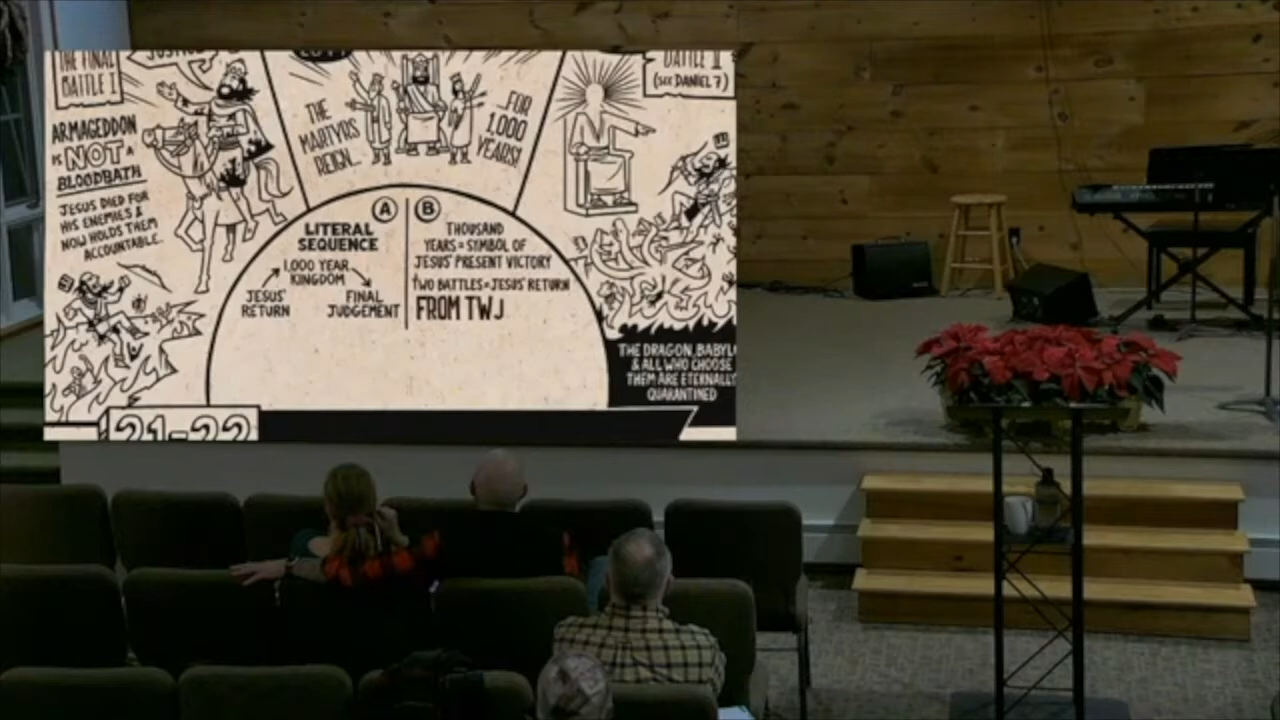 THE FINAL
BATTLE I
JUSTICE
ARMAGEDDON
IS NOT A
BLOODBATH
JESUS DIED FOR
HIS ENEMIES &
NOW HOLDS THEM
ACCOUNTABLE.
THE
MARTYRS
REIGN...
...FOR
1,000
YEARS!
BATTLE II
(SEE DANIEL 7)
A
LITERAL
SEQUENCE
1,000 YEAR
KINGDOM
JESUS'
RETURN
FINAL
JUDGEMENT
B
THOUSAND
YEARS = SYMBOL OF
JESUS' PRESENT VICTORY
TWO BATTLES = JESUS' RETURN
FROM TWJ
THE DRAGON, BABYL
& ALL WHO CHOOSE
THEM ARE ETERNALLY
QUARANTINED
21-22